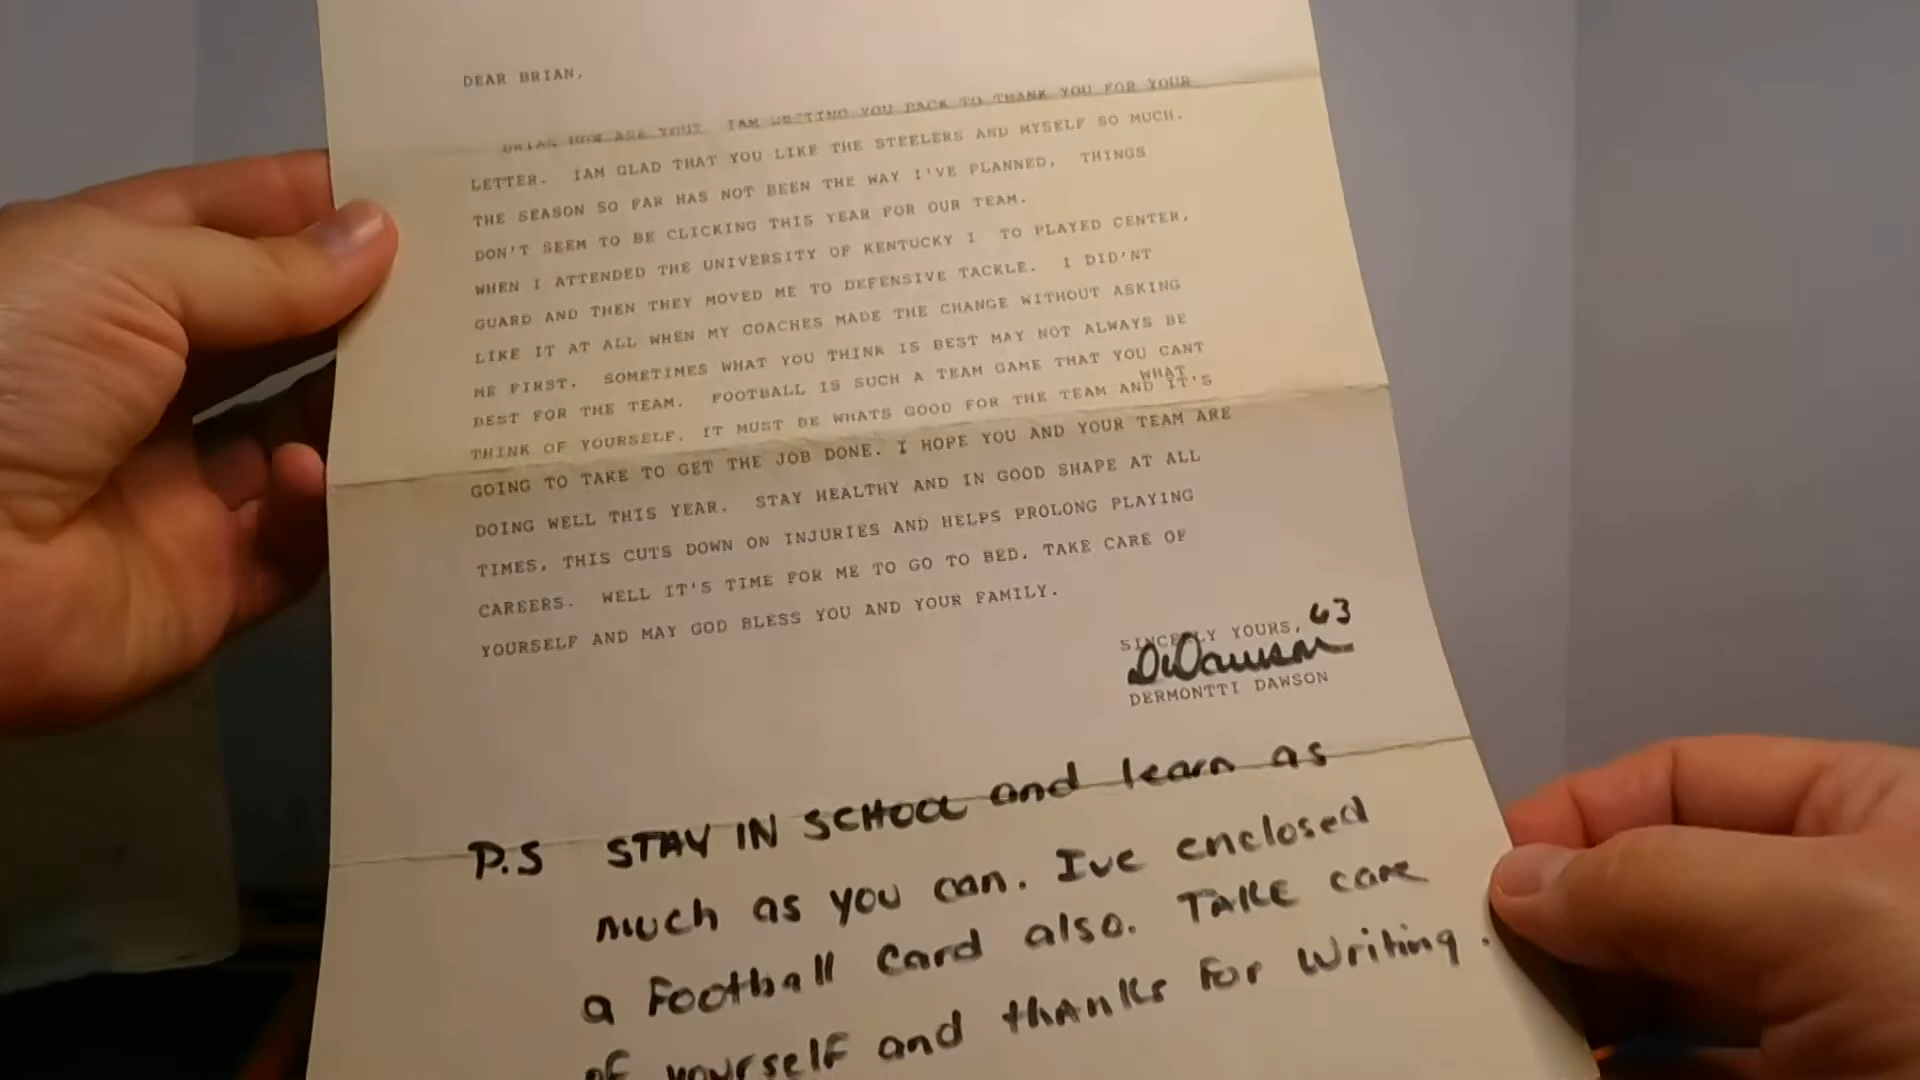 DEAR BRIAN,
BRIAN HOW ARE YOU? IAM WRITING YOU BACK TO THANK YOU FOR YOUR
LETTER. IAM GLAD THAT YOU LIKE THE STEELERS AND MYSELF SO MUCH.
THE SEASON SO FAR HAS NOT BEEN THE WAY I'VE PLANNED. THINGS
DON'T SEEM TO BE CLICKING THIS YEAR FOR OUR TEAM.
WHEN I ATTENDED THE UNIVERSITY OF KENTUCKY I TO PLAYED CENTER,
GUARD AND THEN THEY MOVED ME TO DEFENSIVE TACKLE. I DID'NT
LIKE IT AT ALL WHEN MY COACHES MADE THE CHANGE WITHOUT ASKING
ME FIRST. SOMETIMES WHAT YOU THINK IS BEST MAY NOT ALWAYS BE
BEST FOR THE TEAM. FOOTBALL IS SUCH A TEAM GAME THAT YOU CANT
WHAT
THINK OF YOURSELF. IT MUST BE WHATS GOOD FOR THE TEAM AND IT'S
GOING TO TAKE TO GET THE JOB DONE. I HOPE YOU AND YOUR TEAM ARE
DOING WELL THIS YEAR. STAY HEALTHY AND IN GOOD SHAPE AT ALL
TIMES, THIS CUTS DOWN ON INJURIES AND HELPS PROLONG PLAYING
CAREERS. WELL IT'S TIME FOR ME TO GO TO BED. TAKE CARE OF
YOURSELF AND MAY GOD BLESS YOU AND YOUR FAMILY.
SINCERLY YOURS, 63
DeDawson
DERMONTTI DAWSON
P.S STAY IN SCHOOL and learn as
much as you can. Ive enclosed
a Football Card also. TAKE care
of yourself and thanks for writing.